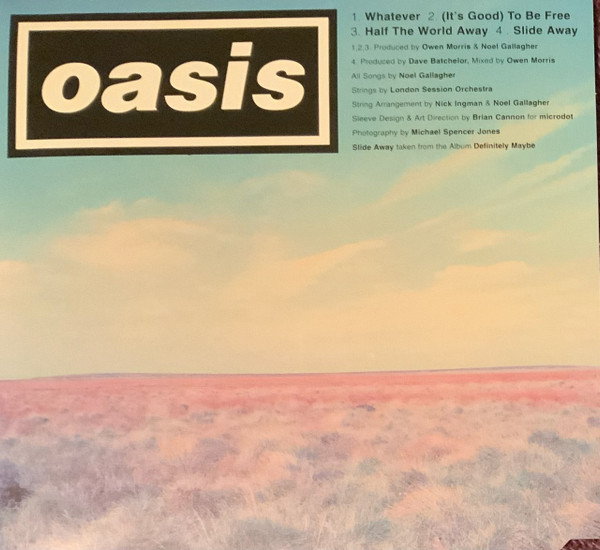 oasis
1. Whatever 2. (It's Good) To Be Free
3. Half The World Away 4. Slide Away
1,2,3. Produced by Owen Morris & Noel Gallagher
4. Produced by Dave Batchelor, Mixed by Owen Morris
All Songs by Noel Gallagher
Strings by London Session Orchestra
String Arrangement by Nick Ingman & Noel Gallagher
Sleeve Design & Art Direction by Brian Cannon for microdot
Photography by Michael Spencer Jones
Slide Away taken from the Album Definitely Maybe